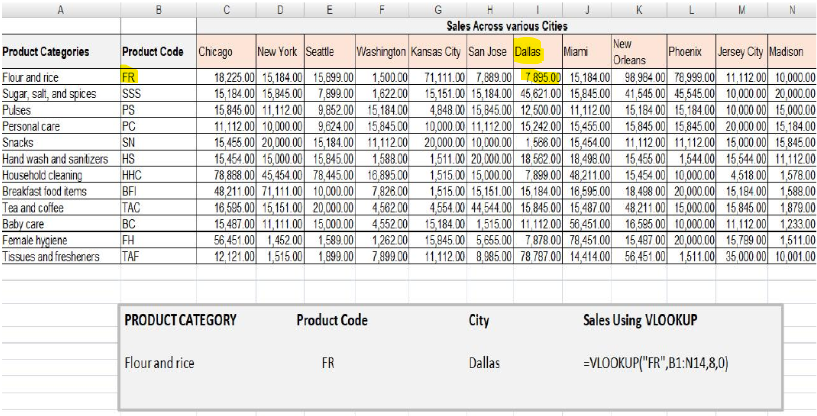 A B C D E F G H I J K L M N
Sales Across various Cities
Product Categories Product Code Chicago New York Seattle Washington Kansas City San Jose Dallas Miami New Orleans Phoenix Jersey City Madison
Flour and rice FR 18,225.00 15,184.00 15,899.00 1,500.00 71,111.00 7,889.00 7,895.00 15,184.00 98,984.00 78,999.00 11,112.00 10,000.00
Sugar, salt, and spices SSS 15,184.00 15,845.00 7,899.00 1,622.00 15,151.00 15,184.00 45,621.00 15,845.00 41,545.00 45,545.00 10,000.00 20,000.00
Pulses PS 15,845.00 11,112.00 9,852.00 15,184.00 4,848.00 15,845.00 12,500.00 11,112.00 15,184.00 15,184.00 10,000.00 15,000.00
Personal care PC 11,112.00 10,000.00 9,624.00 15,845.00 10,000.00 11,112.00 15,242.00 15,455.00 15,845.00 15,845.00 20,000.00 15,184.00
Snacks SN 15,455.00 20,000.00 15,184.00 11,112.00 20,000.00 10,000.00 1,566.00 15,454.00 11,112.00 11,112.00 15,000.00 15,845.00
Hand wash and sanitizers HS 15,454.00 15,000.00 15,845.00 1,588.00 1,511.00 20,000.00 18,562.00 18,498.00 15,455.00 1,544.00 15,544.00 11,112.00
Household cleaning HHC 78,888.00 45,454.00 78,445.00 16,895.00 1,515.00 15,000.00 7,899.00 48,211.00 15,454.00 10,000.00 4,518.00 1,578.00
Breakfast food items BFI 48,211.00 71,111.00 10,000.00 7,826.00 1,515.00 15,151.00 15,184.00 16,595.00 18,498.00 20,000.00 15,184.00 1,588.00
Tea and coffee TAC 16,595.00 15,151.00 20,000.00 4,562.00 4,554.00 44,544.00 15,845.00 15,487.00 48,211.00 15,000.00 15,845.00 1,879.00
Baby care BC 15,487.00 11,111.00 15,000.00 4,552.00 15,184.00 1,515.00 11,112.00 56,451.00 16,595.00 10,000.00 11,112.00 1,233.00
Female hygiene FH 56,451.00 1,452.00 1,589.00 1,262.00 15,845.00 5,655.00 7,878.00 78,451.00 15,487.00 20,000.00 15,789.00 1,511.00
Tissues and fresheners TAF 12,121.00 1,515.00 1,899.00 7,899.00 11,112.00 8,985.00 78,787.00 14,414.00 56,451.00 1,511.00 35,000.00 10,001.00
PRODUCT CATEGORY Product Code City Sales Using VLOOKUP
Flour and rice FR Dallas =VLOOKUP("FR",B1:N14,8,0)